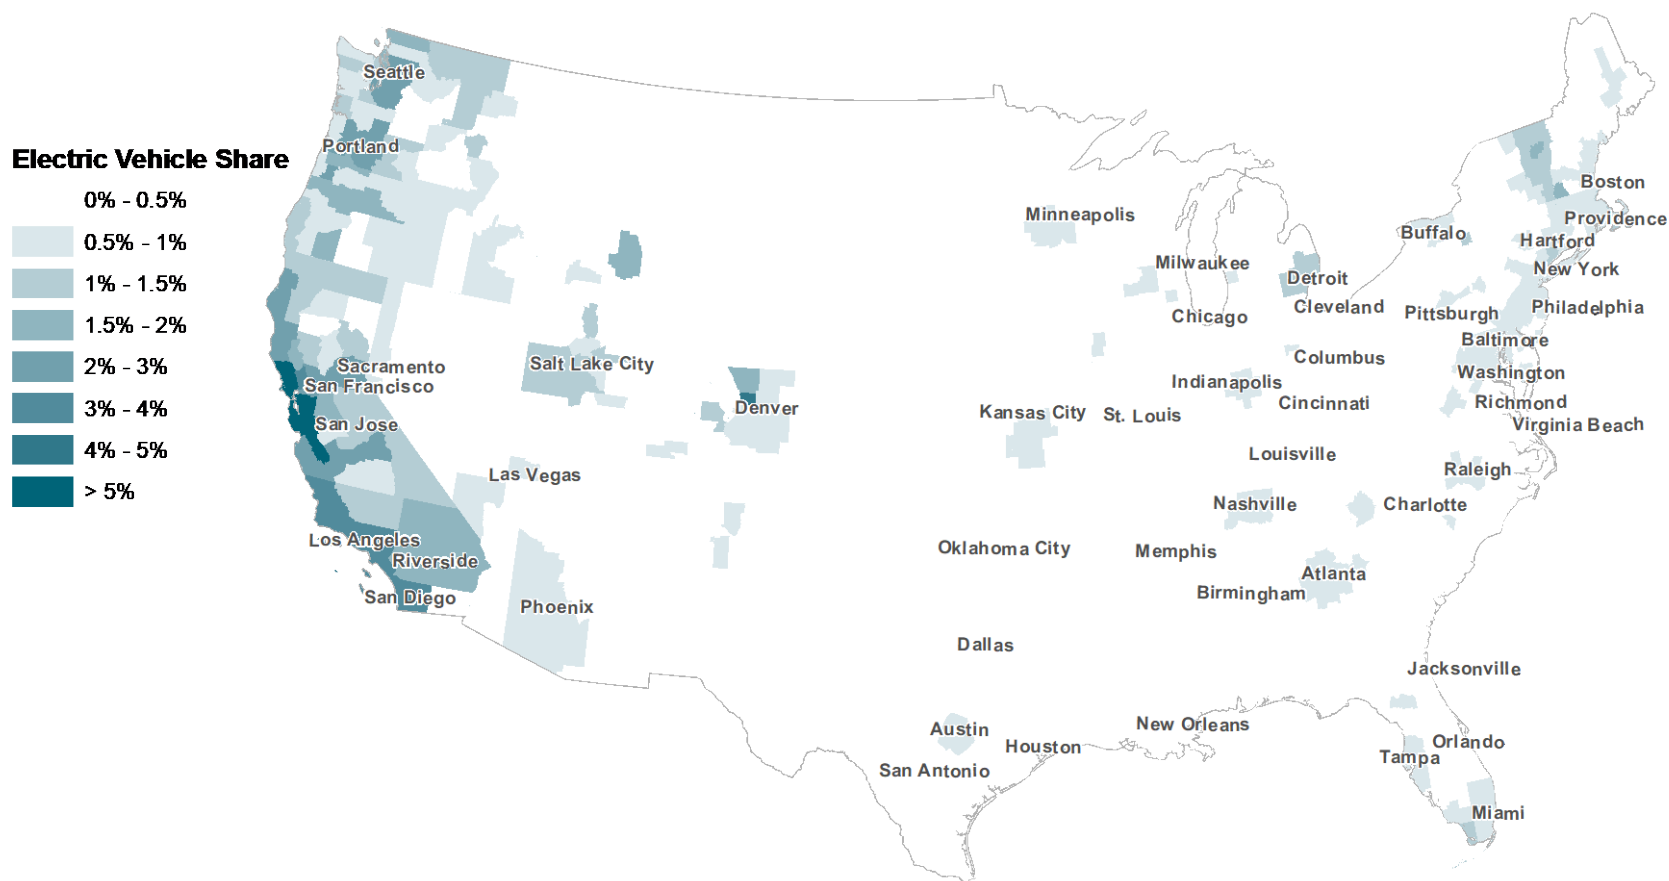 Electric Vehicle Share
0% - 0.5%
0.5% - 1%
1% - 1.5%
1.5% - 2%
2% - 3%
3% - 4%
4% - 5%
> 5%
Seattle
Portland
Sacramento
San Francisco
San Jose
Las Vegas
Los Angeles
Riverside
San Diego
Phoenix
Salt Lake City
Denver
Minneapolis
Milwaukee
Chicago
Detroit
Cleveland
Columbus
Indianapolis
Cincinnati
Kansas City
St. Louis
Louisville
Nashville
Memphis
Oklahoma City
Birmingham
Atlanta
Dallas
Austin
Houston
San Antonio
New Orleans
Jacksonville
Orlando
Tampa
Miami
Charlotte
Raleigh
Virginia Beach
Richmond
Washington
Baltimore
Pittsburgh
Philadelphia
New York
Hartford
Buffalo
Providence
Boston